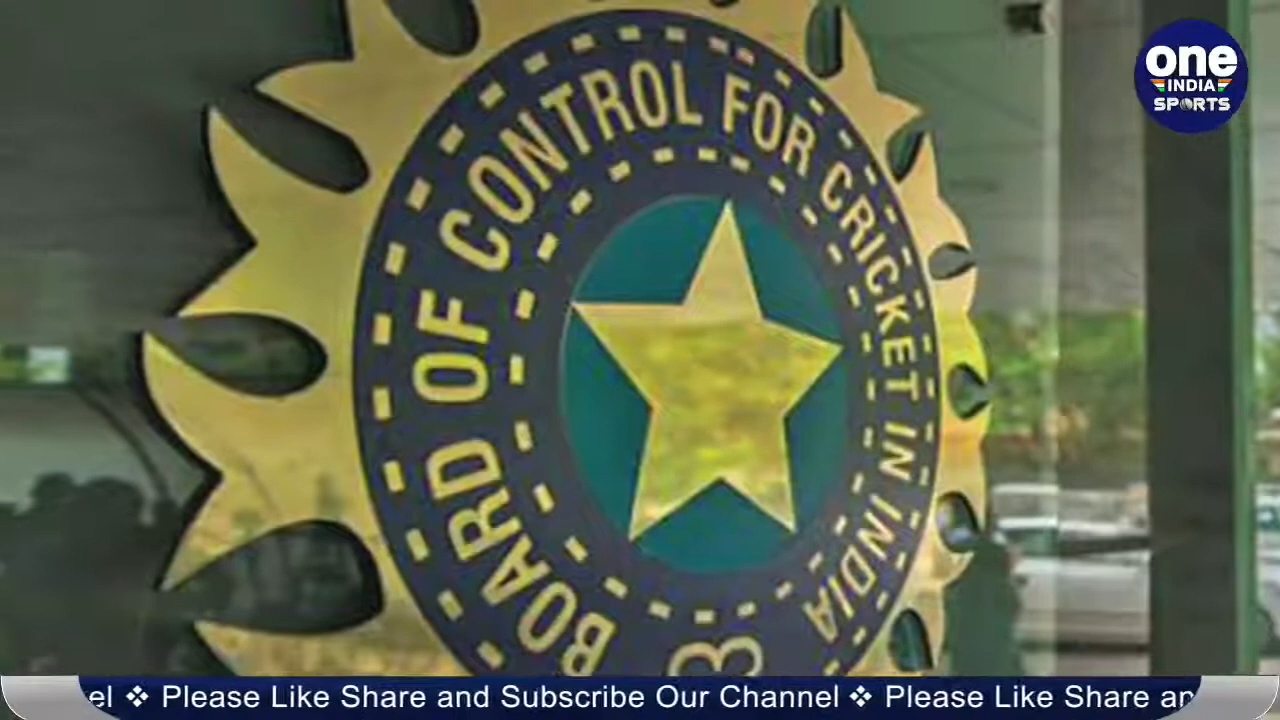 one
INDIA
SPORTS
BOARD OF CONTROL FOR CRICKET IN INDIA
el ❖ Please Like Share and Subscribe Our Channel ❖ Please Like Share an